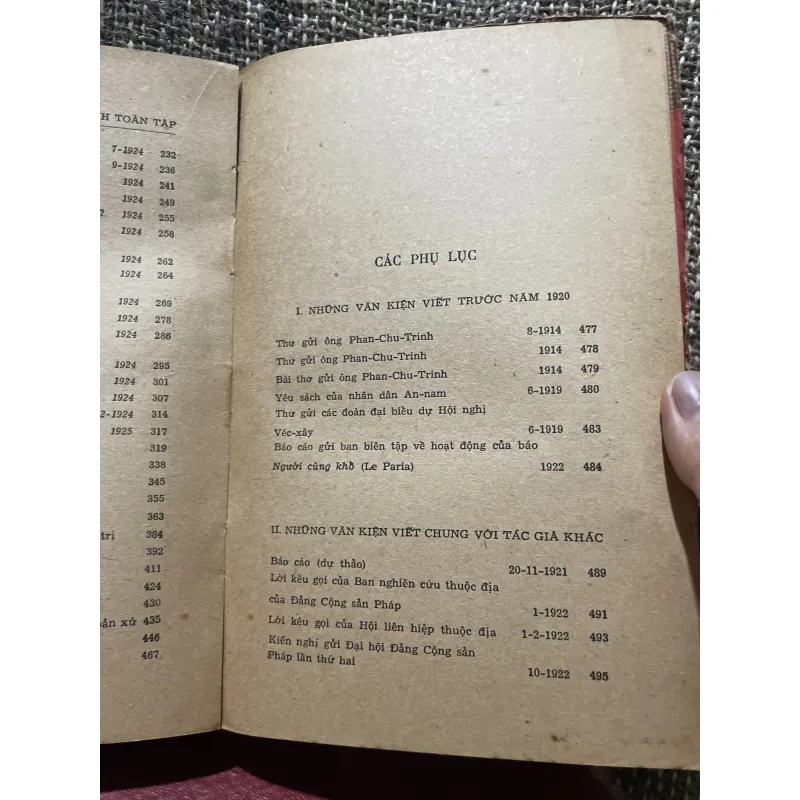 H TOÀN TẬP
7-1924 232
9-1924 236
1924 241
1924 249
1924 255
1924 258
1924 262
1924 264
1924 269
1924 278
1924 286
1924 295
1924 301
1924 307
2-1924 314
1925 317
319
338
345
355
363
trị 384
392
411
424
430
bản xứ 435
446
467
CÁC PHỤ LỤC
I. NHỮNG VĂN KIỆN VIẾT TRƯỚC NĂM 1920
Thư gửi ông Phan-Chu-Trinh 8-1914 477
Thư gửi ông Phan-Chu-Trinh 1914 478
Bài thơ gửi ông Phan-Chu-Trinh 1914 479
Yêu sách của nhân dân An-nam 6-1919 480
Thư gửi các đoàn đại biểu dự Hội nghị
Véc-xây 6-1919 483
Báo cáo gửi ban biên tập về hoạt động của báo
Người cùng khổ (Le Paria) 1922 484
II. NHỮNG VĂN KIỆN VIẾT CHUNG VỚI TÁC GIẢ KHÁC
Báo cáo (dự thảo) 20-11-1921 489
Lời kêu gọi của Ban nghiên cứu thuộc địa
của Đảng Cộng sản Pháp 1-1922 491
Lời kêu gọi của Hội liên hiệp thuộc địa 1-2-1922 493
Kiến nghị gửi Đại hội Đảng Cộng sản
Pháp lần thứ hai 10-1922 495